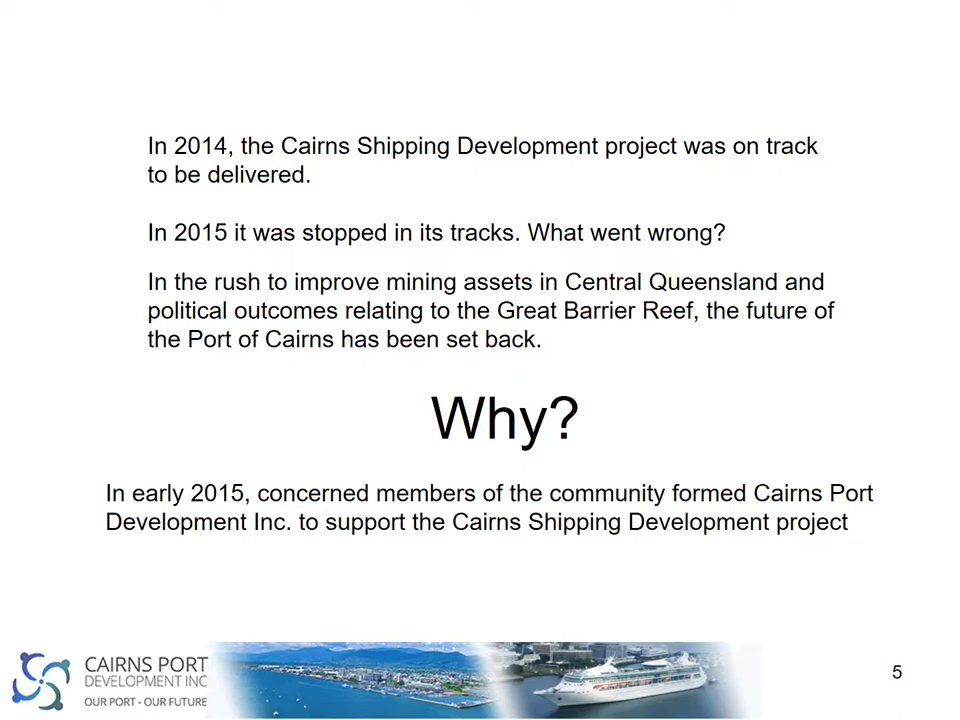 In 2014, the Cairns Shipping Development project was on track
to be delivered.
In 2015 it was stopped in its tracks. What went wrong?
In the rush to improve mining assets in Central Queensland and
political outcomes relating to the Great Barrier Reef, the future of
the Port of Cairns has been set back.
Why?
In early 2015, concerned members of the community formed Cairns Port
Development Inc. to support the Cairns Shipping Development project
CAIRNS PORT
DEVELOPMENT INC
OUR PORT - OUR FUTURE
5